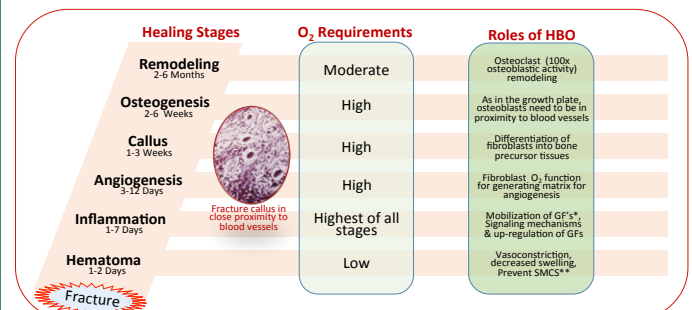 Healing Stages
O2 Requirements
Roles of HBO
Remodeling
2-6 Months
Moderate
Osteoclast (100x
osteoblastic activity)
remodeling
Osteogenesis
2-6 Weeks
High
As in the growth plate,
osteoblasts need to be in
proximity to blood vessels
Callus
1-3 Weeks
High
Differentiation of
fibroblasts into bone
precursor tissues
Angiogenesis
3-12 Days
High
Fibroblast O2 function
for generating matrix for
angiogenesis
Fracture callus in
close proximity to
blood vessels
Inflammation
1-7 Days
Highest of all
stages
Mobilization of GF's*,
Signaling mechanisms
& up-regulation of GFs
Hematoma
1-2 Days
Low
Vasoconstriction,
decreased swelling,
Prevent SMCS**
Fracture